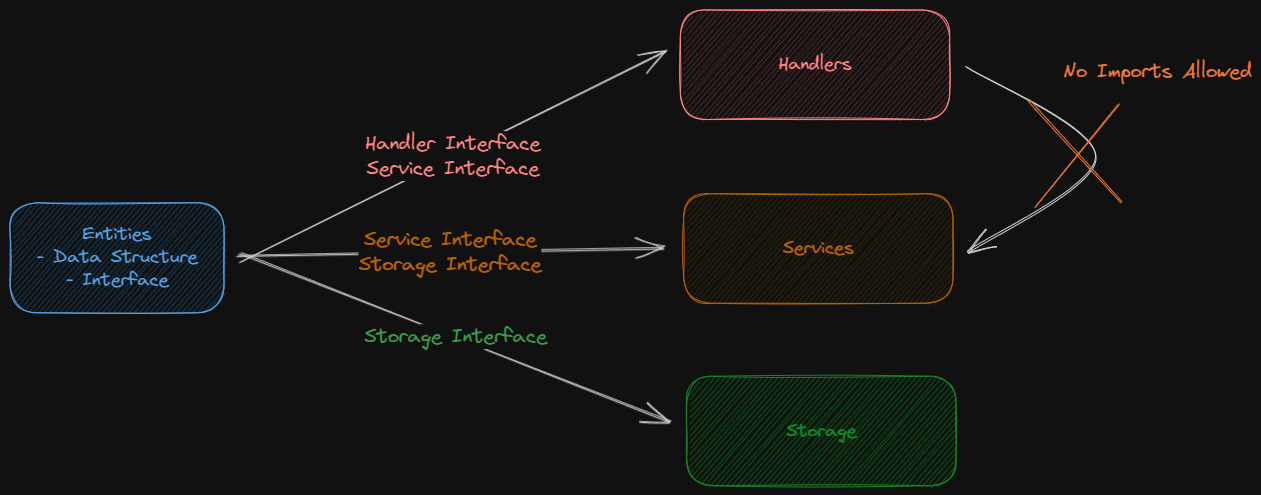 Handlers
No Imports Allowed
Handler Interface
Service Interface
Entities
- Data Structure
- Interface
Service Interface
Storage Interface
Services
Storage Interface
Storage